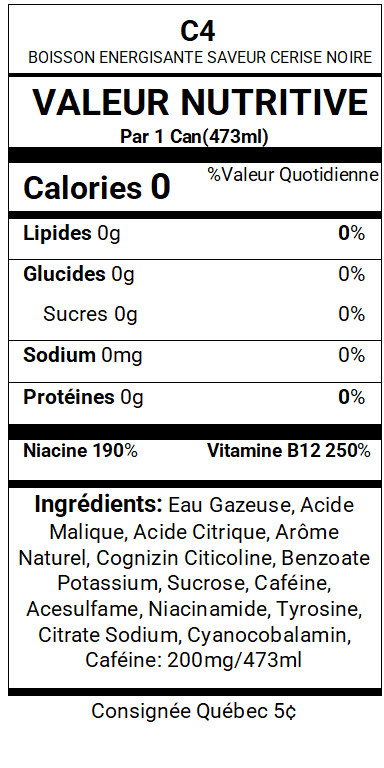 C4
BOISSON ENERGISANTE SAVEUR CERISE NOIRE
VALEUR NUTRITIVE
Par 1 Can(473ml)
%Valeur Quotidienne
Calories 0
Lipides 0g 0%
Glucides 0g 0%
Sucres 0g 0%
Sodium 0mg 0%
Protéines 0g 0%
Niacine 190% Vitamine B12 250%
Ingrédients: Eau Gazeuse, Acide
Malique, Acide Citrique, Arôme
Naturel, Cognizin Citicoline, Benzoate
Potassium, Sucrose, Caféine,
Acesulfame, Niacinamide, Tyrosine,
Citrate Sodium, Cyanocobalamin,
Caféine: 200mg/473ml
Consignée Québec 5¢